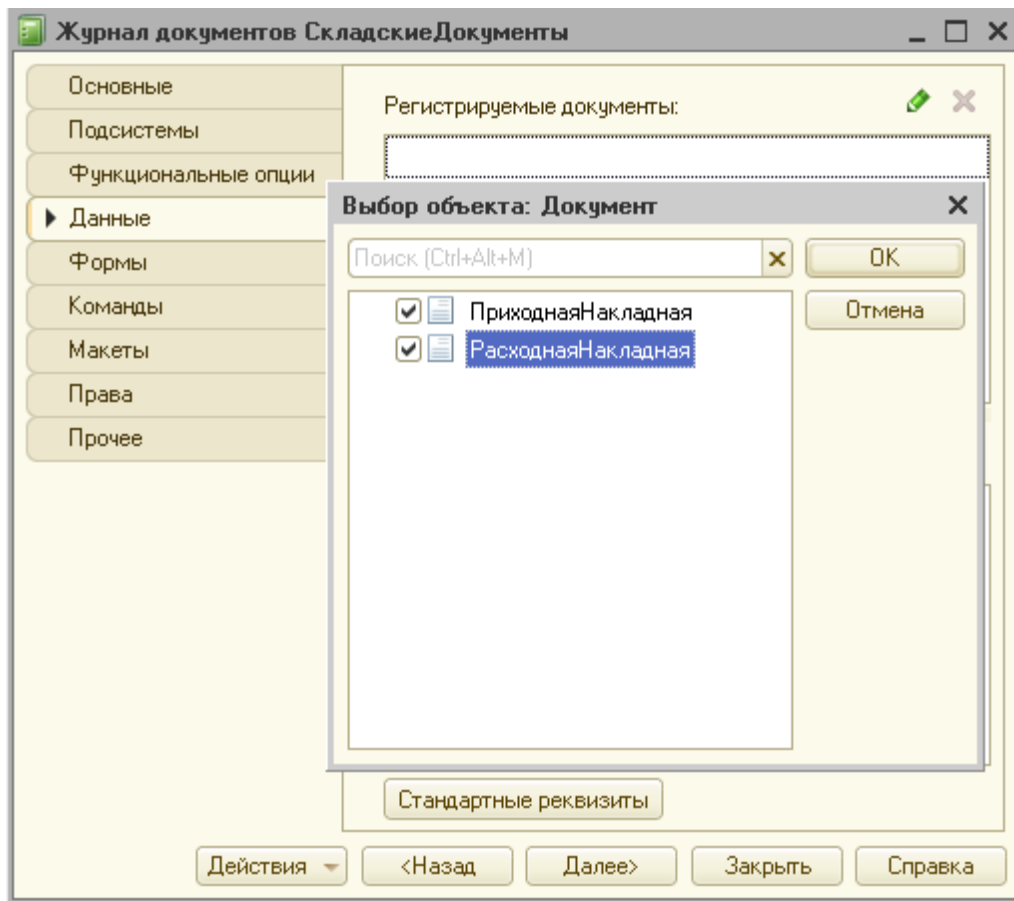 Журнал документов СкладскиеДокументы
Основные
Подсистемы
Функциональные опции
Данные
Формы
Команды
Макеты
Права
Прочее
Регистрируемые документы:
Выбор объекта: Документ
Поиск (Ctrl+Alt+M)
OK
Отмена
ПриходнаяНакладная
РасходнаяНакладная
Стандартные реквизиты
Действия
<Назад
Далее>
Закрыть
Справка